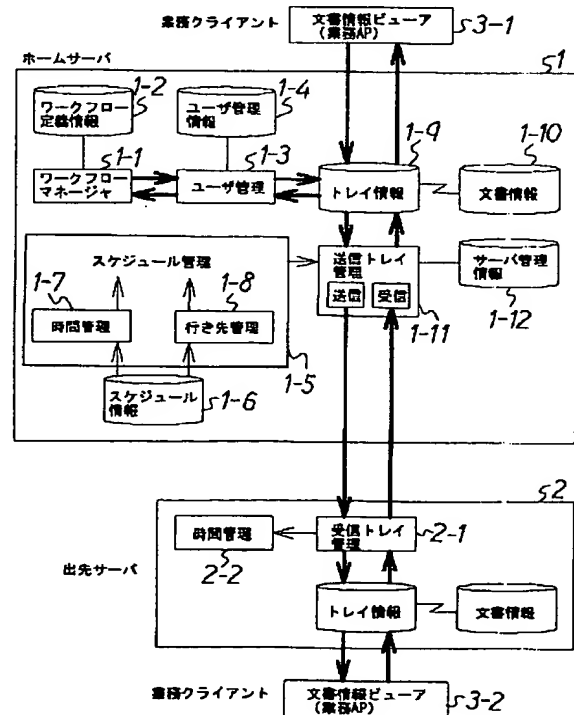 業務クライアント
文書情報ビューア
(業務AP)
3-1
ホームサーバ
1
1-2
ワークフロー
定義情報
1-4
ユーザ管理
情報
1-9
1-10
1-1
ワークフロー
マネージャ
1-3
ユーザ管理
トレイ情報
文書情報
スケジュール管理
送信トレイ
管理
送信
受信
サーバ管理
情報
1-7
1-8
1-11
1-12
時間管理
行き先管理
1-5
スケジュール
情報
1-6
2
時間管理
受信トレイ
管理
2-1
2-2
出先サーバ
トレイ情報
文書情報
業務クライアント
文書情報ビューア
(業務AP)
3-2